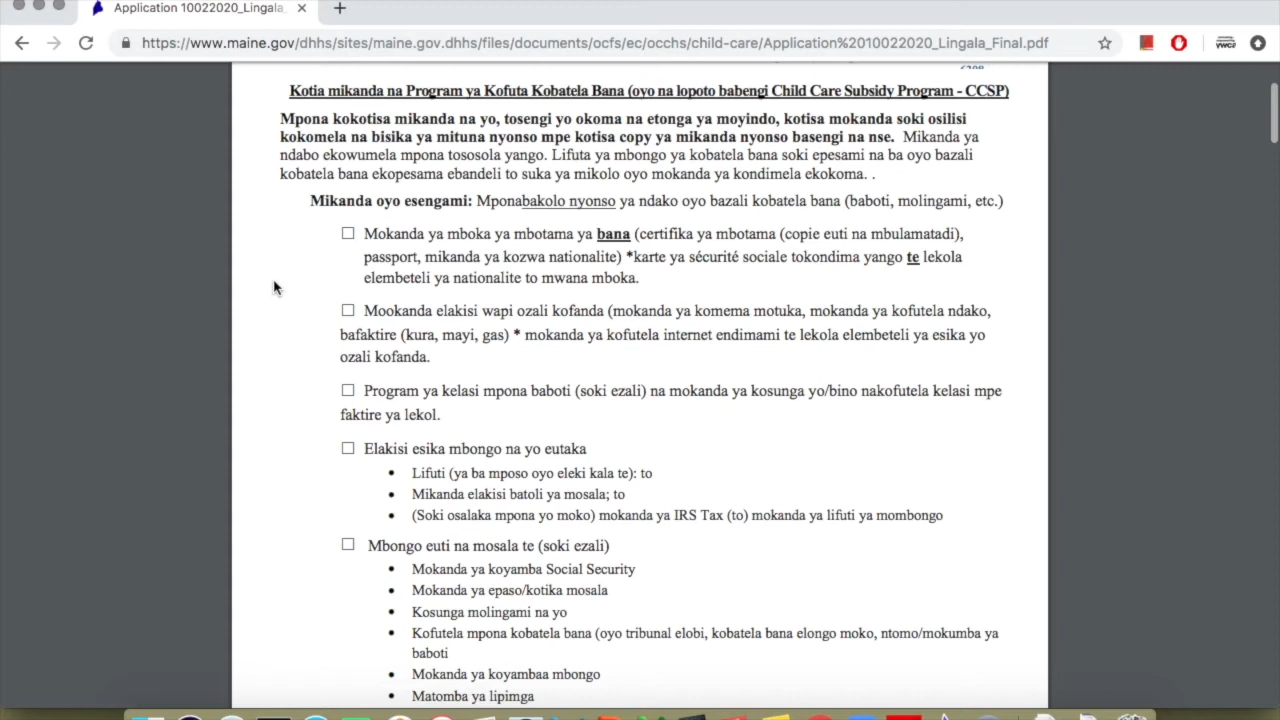 Application 10022020_Lingala_
https://www.maine.gov/dhhs/sites/maine.gov.dhhs/files/documents/ocfs/ec/occhs/child-care/Application%2010022020_Lingala_Final.pdf
Kotia mikanda na Program ya Kofuta Kobatela Bana (oyo na lopoto babengi Child Care Subsidy Program - CCSP)
Mpona kokotisa mikanda na yo, tosengi yo okoma na etonga ya moyindo, kotisa mokanda soki osilisi
kokomela na bisika ya mituna nyonso mpe kotisa copy ya mikanda nyonso basengi na nse. Mikanda ya
ndabo ekowumela mpona tososola yango. Lifuta ya mbongo ya kobatela bana soki epesami na ba oyo bazali
kobatela bana ekopesama ebandeli to suka ya mikolo oyo mokanda ya kondimela ekokoma. .
Mikanda oyo esengami: Mponabakolo nyonso ya ndako oyo bazali kobatela bana (baboti, molingami, etc.)
☐ Mokanda ya mboka ya mbotama ya bana (certifika ya mbotama (copie euti na mbulamatadi),
passport, mikanda ya kozwa nationalite) *karte ya sécurité sociale tokondima yango te lekola
elembeteli ya nationalite to mwana mboka.
☐ Mookanda elakisi wapi ozali kofanda (mokanda ya komema motuka, mokanda ya kofutela ndako,
bafaktire (kura, mayi, gas) * mokanda ya kofutela internet endimami te lekola elembeteli ya esika yo
ozali kofanda.
☐ Program ya kelasi mpona baboti (soki ezali) na mokanda ya kosunga yo/bino nakofutela kelasi mpe
faktire ya lekol.
☐ Elakisi esika mbongo na yo eutaka
• Lifuti (ya ba mposo oyo eleki kala te): to
• Mikanda elakisi batoli ya mosala; to
• (Soki osalaka mpona yo moko) mokanda ya IRS Tax (to) mokanda ya lifuti ya mombongo
☐ Mbongo euti na mosala te (soki ezali)
• Mokanda ya koyamba Social Security
• Mokanda ya epaso/kotika mosala
• Kosunga molingami na yo
• Kofutela mpona kobatela bana (oyo tribunal elobi, kobatela bana elongo moko, ntomo/mokumba ya
baboti
• Mokanda ya koyambaa mbongo
• Matomba ya lipimga